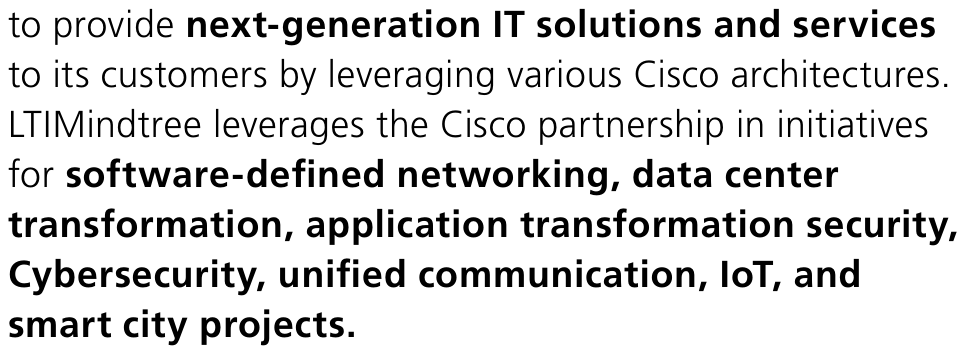 to provide next-generation IT solutions and services
to its customers by leveraging various Cisco architectures.
LTIMindtree leverages the Cisco partnership in initiatives
for software-defined networking, data center
transformation, application transformation security,
Cybersecurity, unified communication, IoT, and
smart city projects.